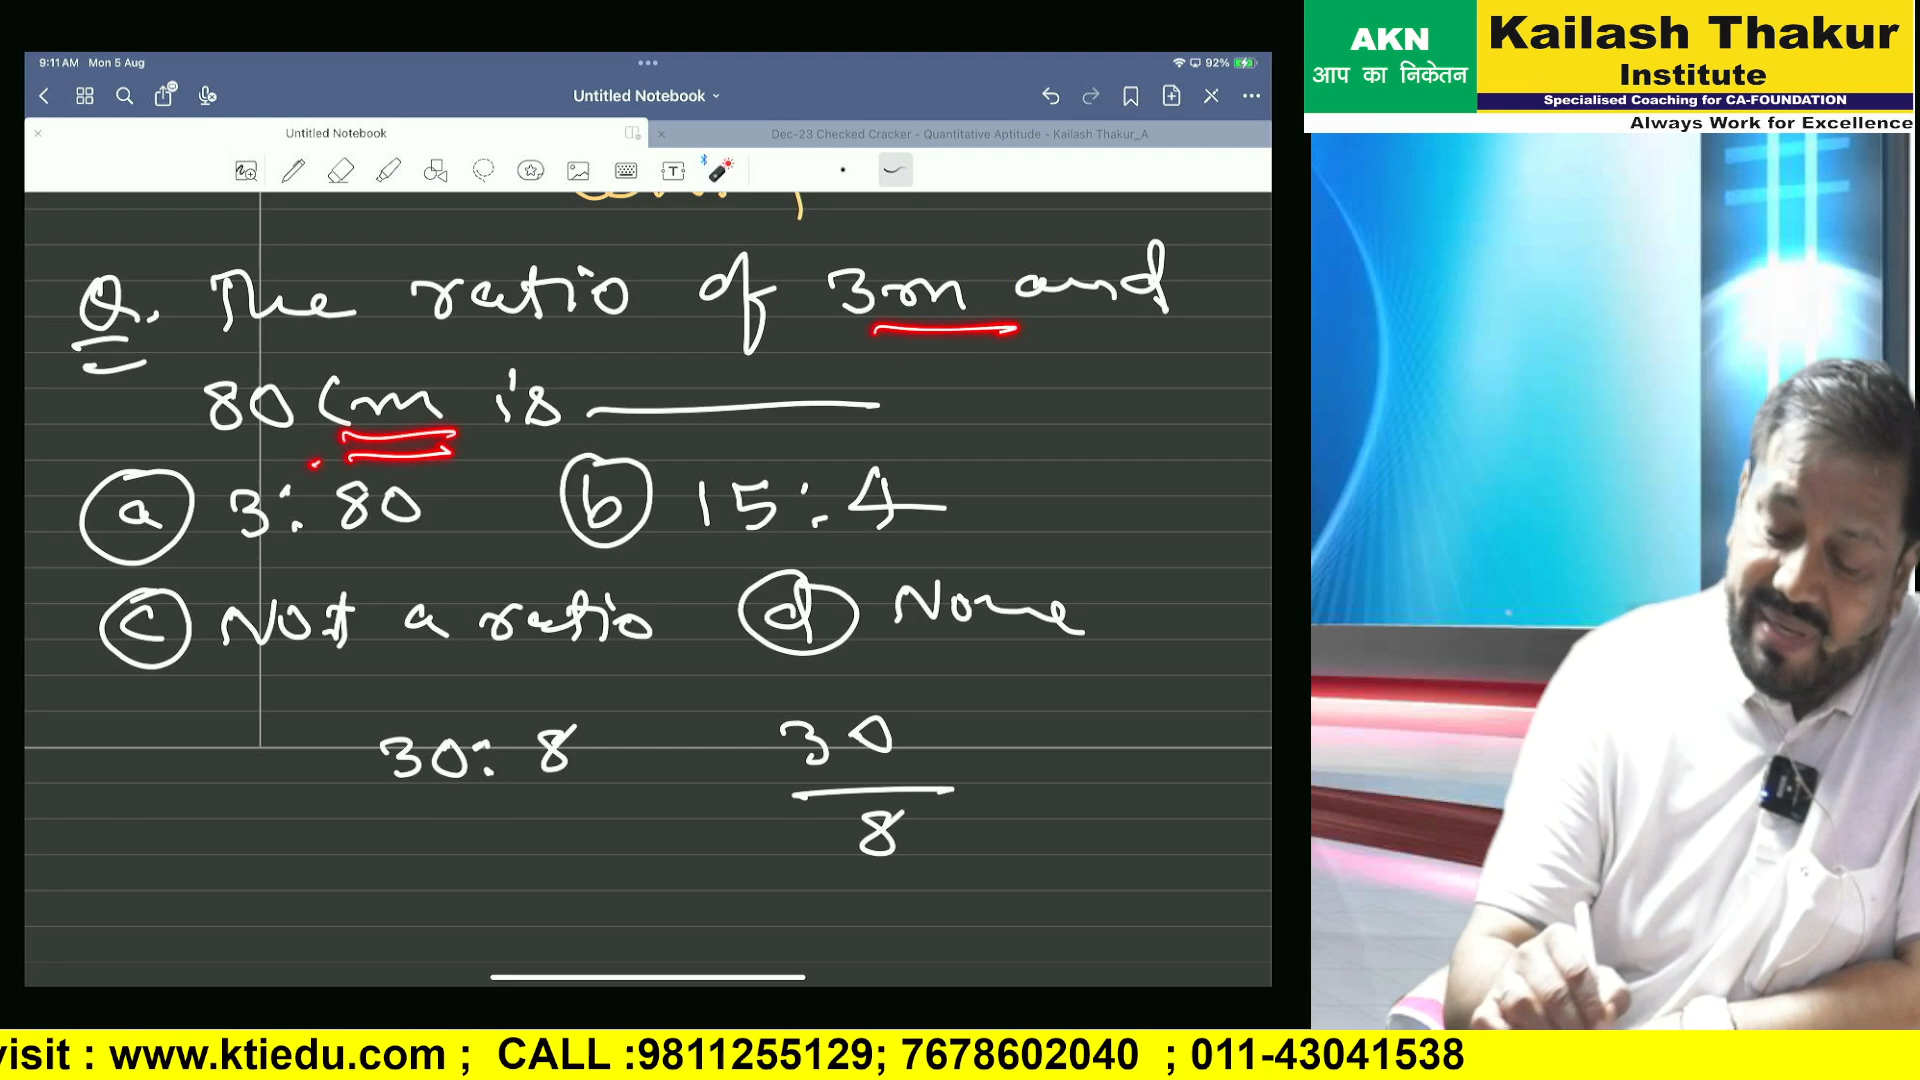 AKN
आप का निकेतन
Kailash Thakur
Institute
Specialised Coaching for CA-FOUNDATION
Always Work for Excellence
9:11 AM Mon 5 Aug
92%
Untitled Notebook
Untitled Notebook
Dec-23 Checked Cracker - Quantitative Aptitude - Kailash Thakur_A
Q. The ratio of 3m and
80 cm is
a 3:80 b 15:4
c Not a ratio d None
30:8
30
8
visit : www.ktiedu.com ; CALL :9811255129; 7678602040 ; 011-43041538